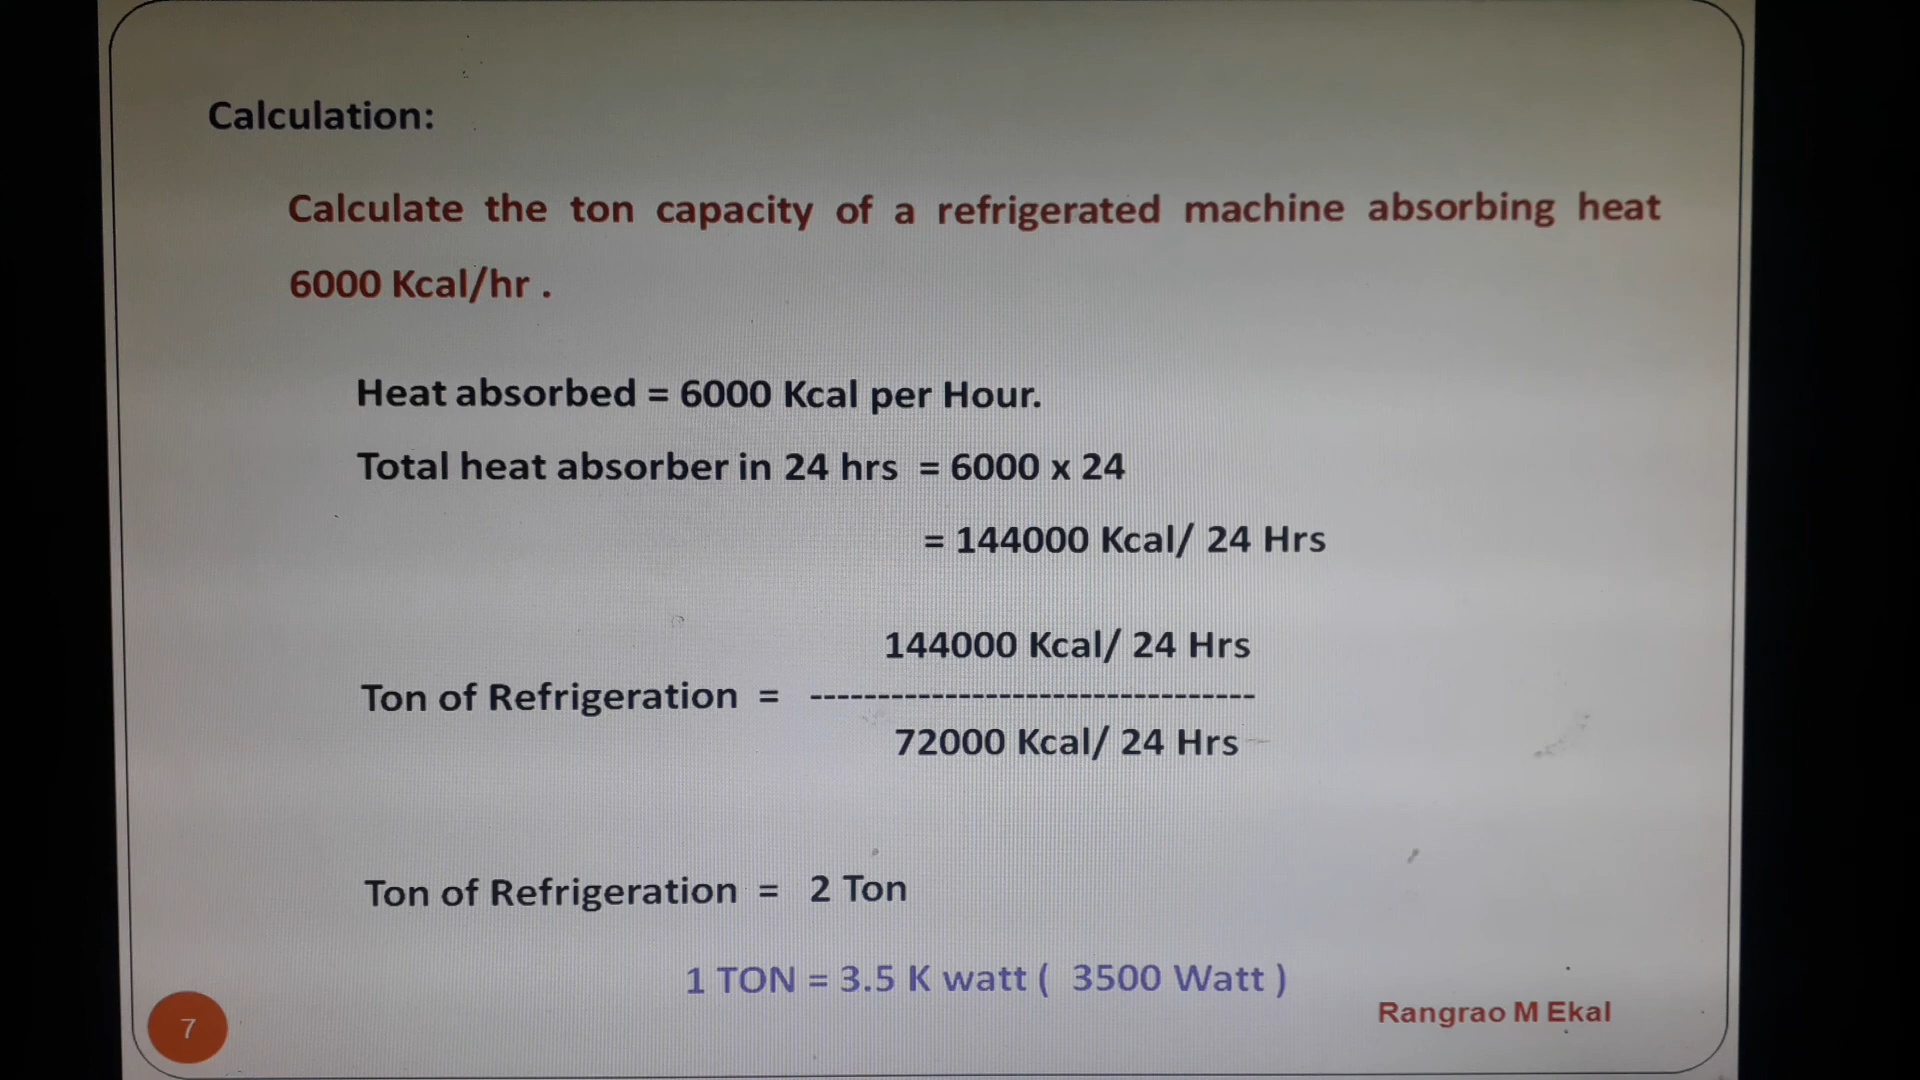 Calculation:
Calculate the ton capacity of a refrigerated machine absorbing heat
6000 Kcal/hr .
Heat absorbed = 6000 Kcal per Hour.
Total heat absorber in 24 hrs = 6000 x 24
= 144000 Kcal/ 24 Hrs
144000 Kcal/ 24 Hrs
Ton of Refrigeration = ---------------------------------
72000 Kcal/ 24 Hrs
Ton of Refrigeration = 2 Ton
1 TON = 3.5 K watt ( 3500 Watt )
Rangrao M Ekal
7